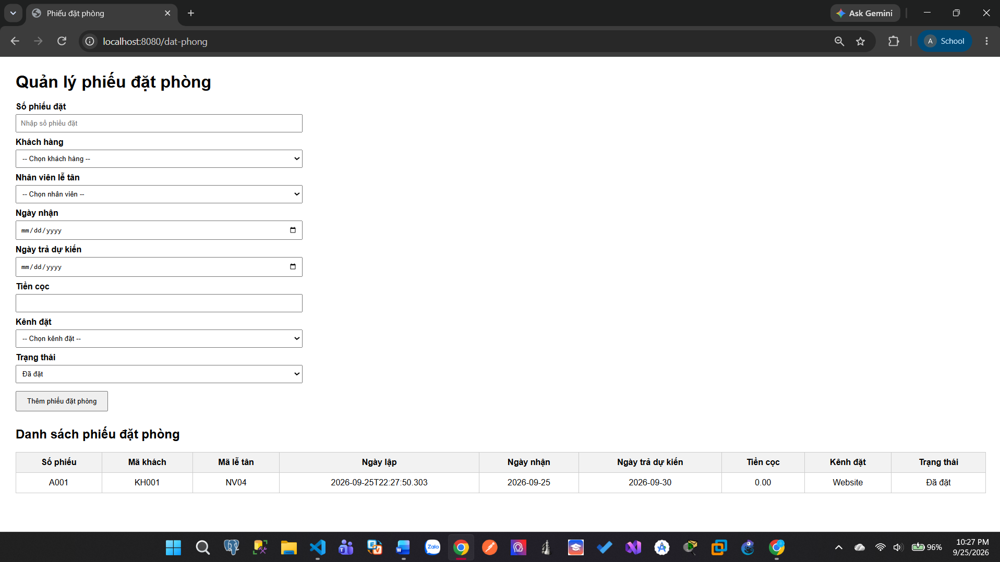 Phiếu đặt phòng
Ask Gemini
localhost:8080/dat-phong
A School
Quản lý phiếu đặt phòng
Số phiếu đặt
Nhập số phiếu đặt
Khách hàng
-- Chọn khách hàng --
Nhân viên lễ tân
-- Chọn nhân viên --
Ngày nhận
mm/dd/yyyy
Ngày trả dự kiến
mm/dd/yyyy
Tiền cọc
Kênh đặt
-- Chọn kênh đặt --
Trạng thái
Đã đặt
Thêm phiếu đặt phòng
Danh sách phiếu đặt phòng
Số phiếu Mã khách Mã lễ tân Ngày lập Ngày nhận Ngày trả dự kiến Tiền cọc Kênh đặt Trạng thái
A001 KH001 NV04 2026-09-25T22:27:50.303 2026-09-25 2026-09-30 0.00 Website Đã đặt
Zalo
96%
10:27 PM
9/25/2026